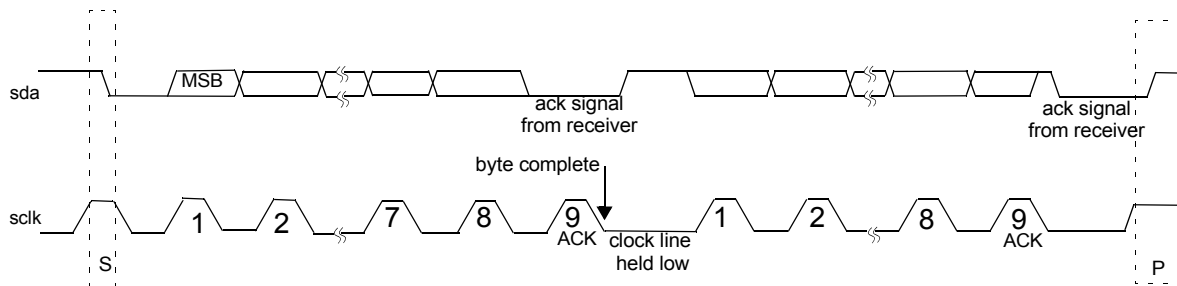 sda
MSB
ack signal
from receiver
ack signal
from receiver
byte complete
sclk
1
2
7
8
9
ACK
clock line
held low
1
2
8
9
ACK
S
P